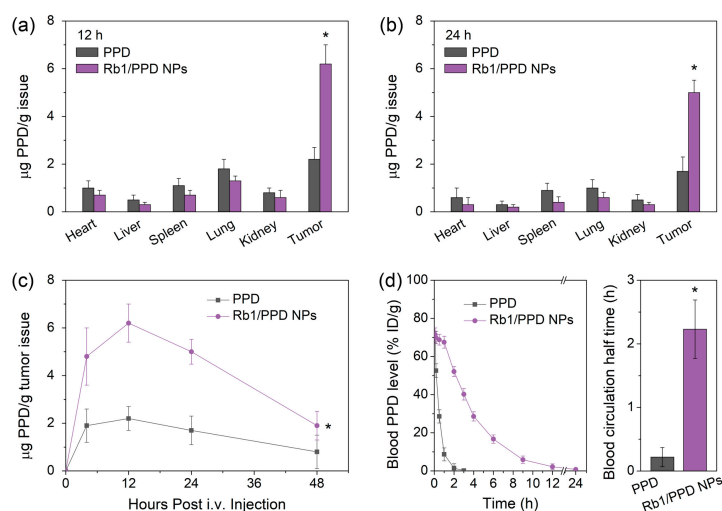 (a)
12 h
PPD
Rb1/PPD NPs
*
μg PPD/g issue
8
6
4
2
0
Heart
Liver
Spleen
Lung
Kidney
Tumor
(b)
24 h
PPD
Rb1/PPD NPs
*
μg PPD/g issue
8
6
4
2
0
Heart
Liver
Spleen
Lung
Kidney
Tumor
(c)
PPD
Rb1/PPD NPs
*
μg PPD/g tumor issue
8
6
4
2
0
0 12 24 36 48
Hours Post i.v. Injection
(d)
PPD
Rb1/PPD NPs
Blood PPD level (% ID/g)
100
80
60
40
20
0
0 2 4 6 8 10 12 24
Time (h)
*
Blood circulation half time (h)
3
2
1
0
PPD
Rb1/PPD NPs